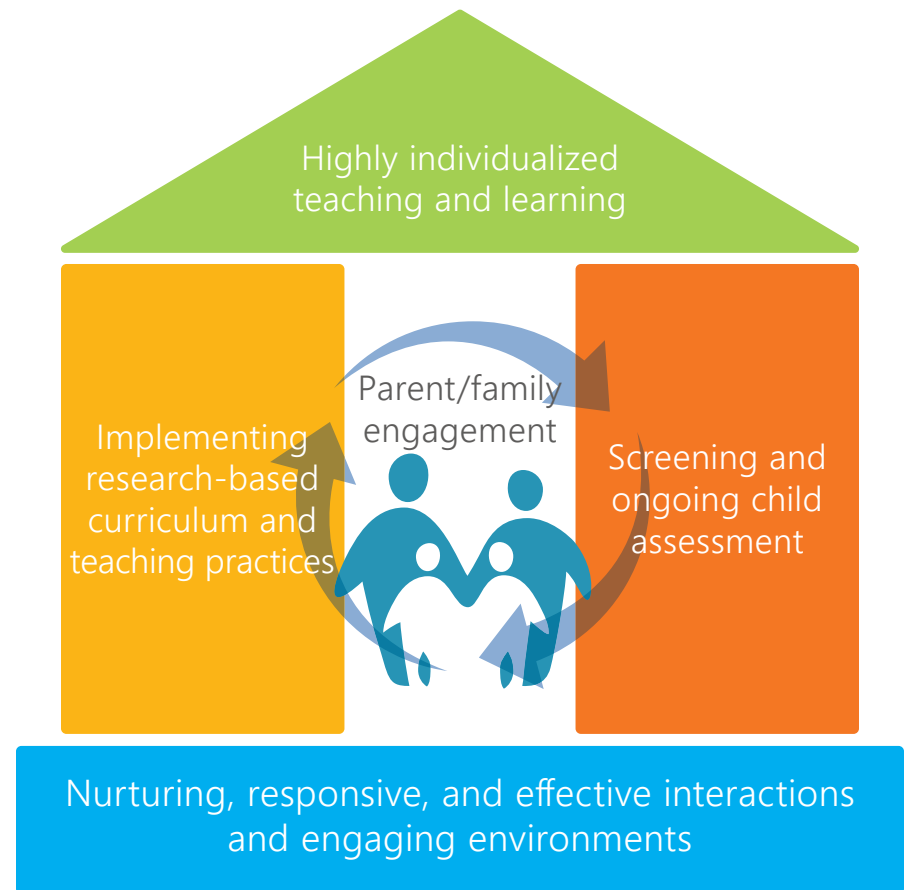 Highly individualized
teaching and learning
Parent/family
engagement
Implementing
research-based
curriculum and
teaching practices
Screening and
ongoing child
assessment
Nurturing, responsive, and effective interactions
and engaging environments